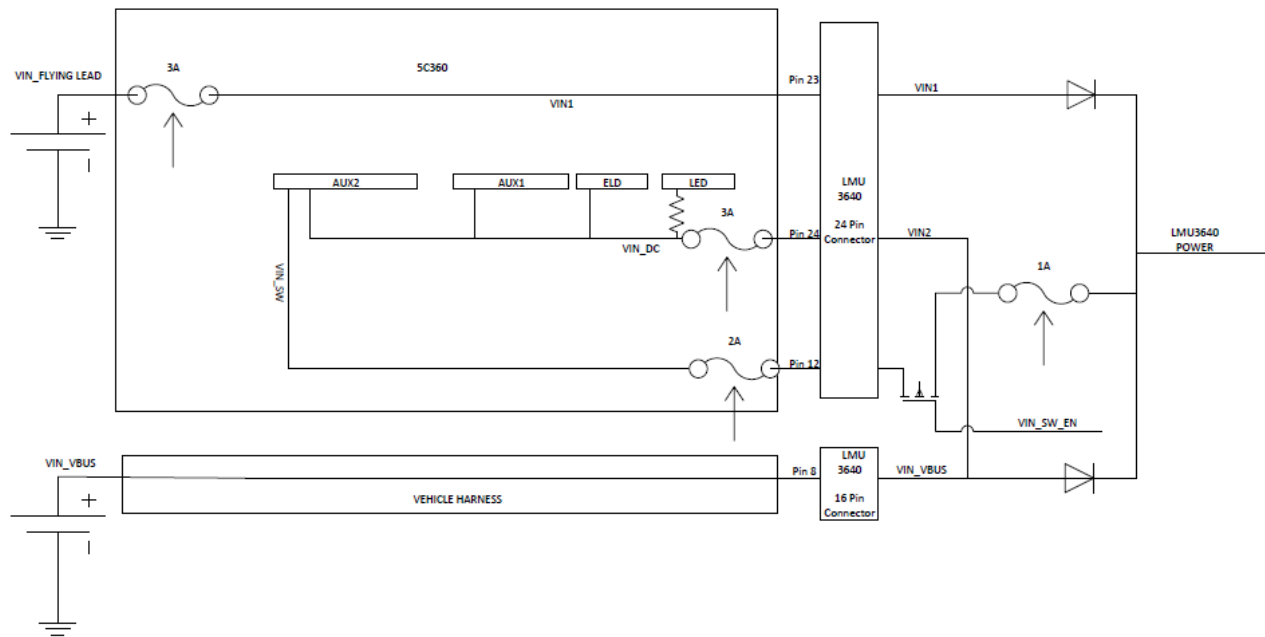 VIN_FLYING LEAD
3A
5C360
VIN1
Pin 23
VIN1
+
I
AUX2
AUX1
ELD
LED
LMU
3640
24 Pin
Connector
3A
VIN_DC
Pin 24
VIN2
LMU3640
POWER
VIN_SW
1A
2A
Pin 12
VIN_SW_EN
VIN_VBUS
+
I
VEHICLE HARNESS
Pin 8
LMU
3640
16 Pin
Connector
VIN_VBUS